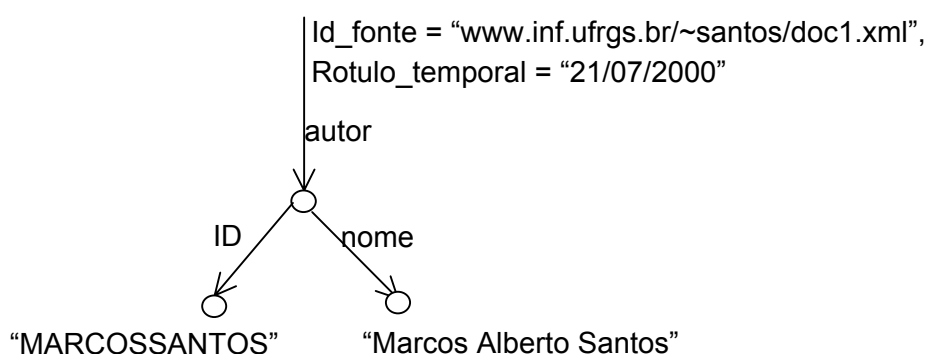 Id_fonte = “www.inf.ufrgs.br/~santos/doc1.xml”,
Rotulo_temporal = “21/07/2000”
autor
ID
nome
“MARCOSSANTOS”
“Marcos Alberto Santos”